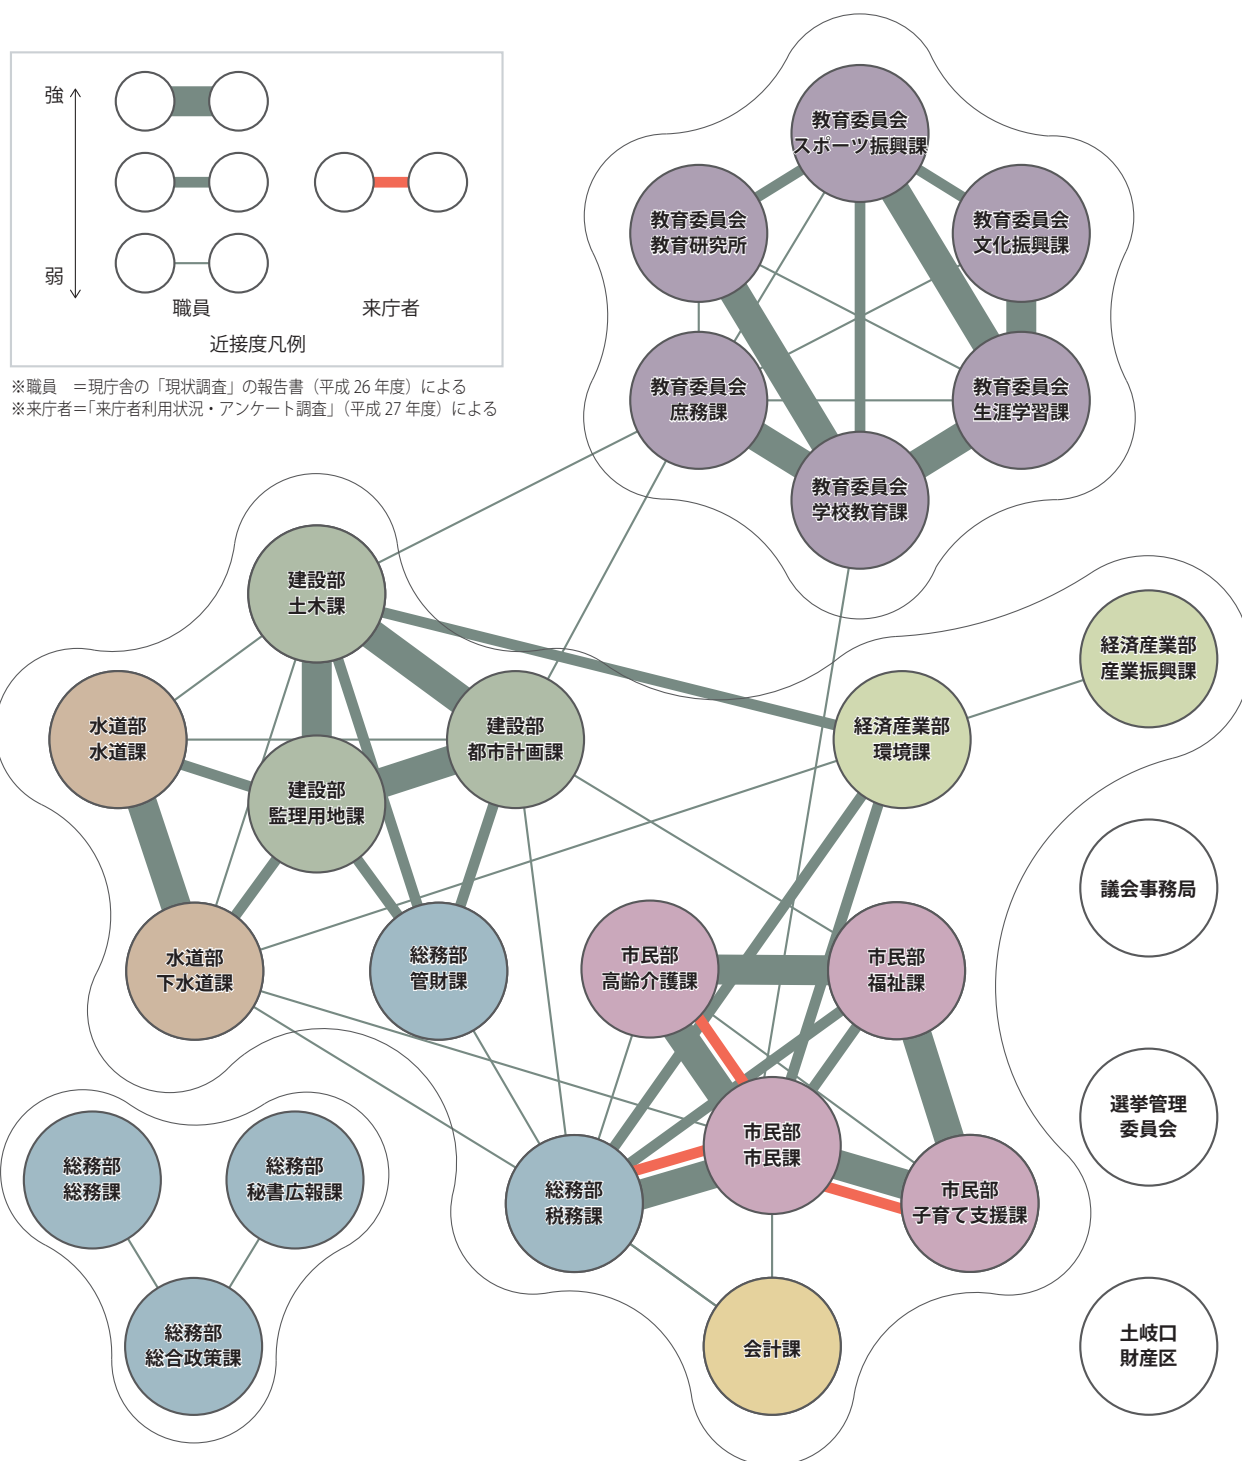 強
弱
職員
来庁者
近接度凡例
※職員　＝現庁舎の「現状調査」の報告書（平成 26 年度）による
※来庁者＝「来庁者利用状況・アンケート調査」（平成 27 年度）による
教育委員会
スポーツ振興課
教育委員会
教育研究所
教育委員会
文化振興課
教育委員会
庶務課
教育委員会
生涯学習課
教育委員会
学校教育課
建設部
土木課
経済産業部
産業振興課
水道部
水道課
建設部
都市計画課
経済産業部
環境課
建設部
監理用地課
議会事務局
水道部
下水道課
総務部
管財課
市民部
高齢介護課
市民部
福祉課
選挙管理
委員会
市民部
市民課
総務部
総務課
総務部
秘書広報課
総務部
税務課
市民部
子育て支援課
総務部
総合政策課
会計課
土岐口
財産区